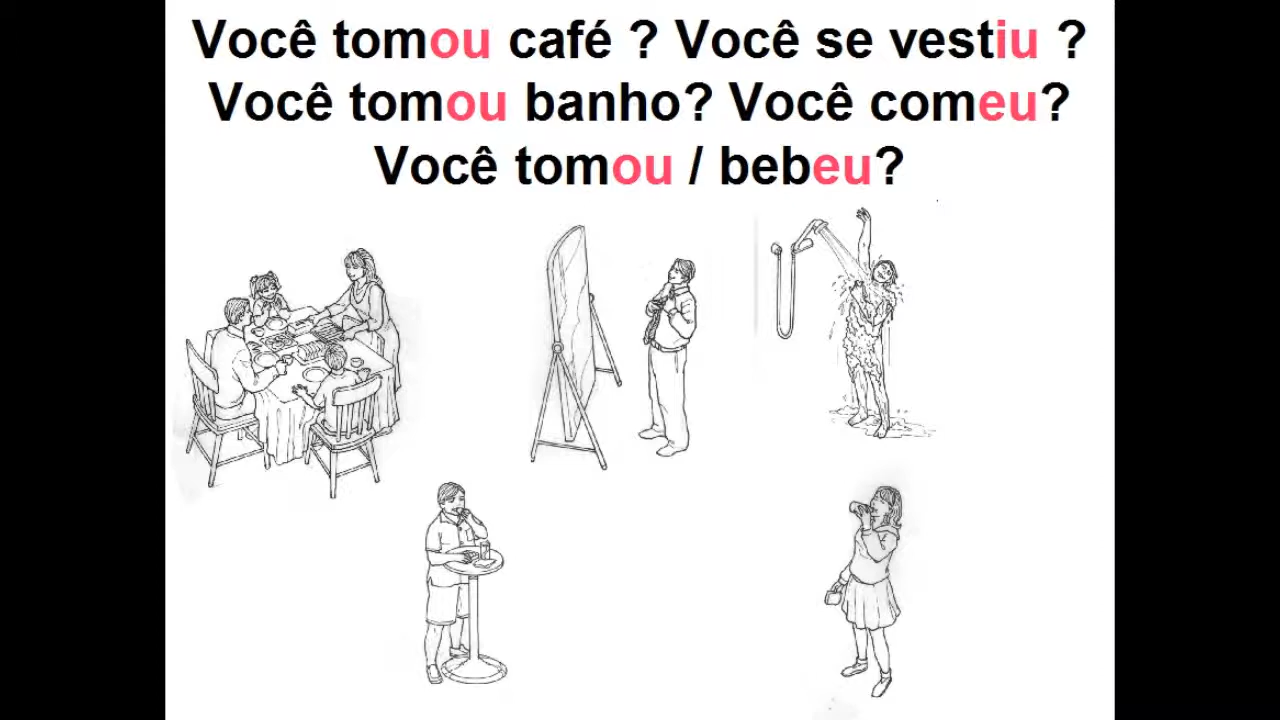 Você tomou café ? Você se vestiu ?
Você tomou banho? Você comeu?
Você tomou / bebeu?